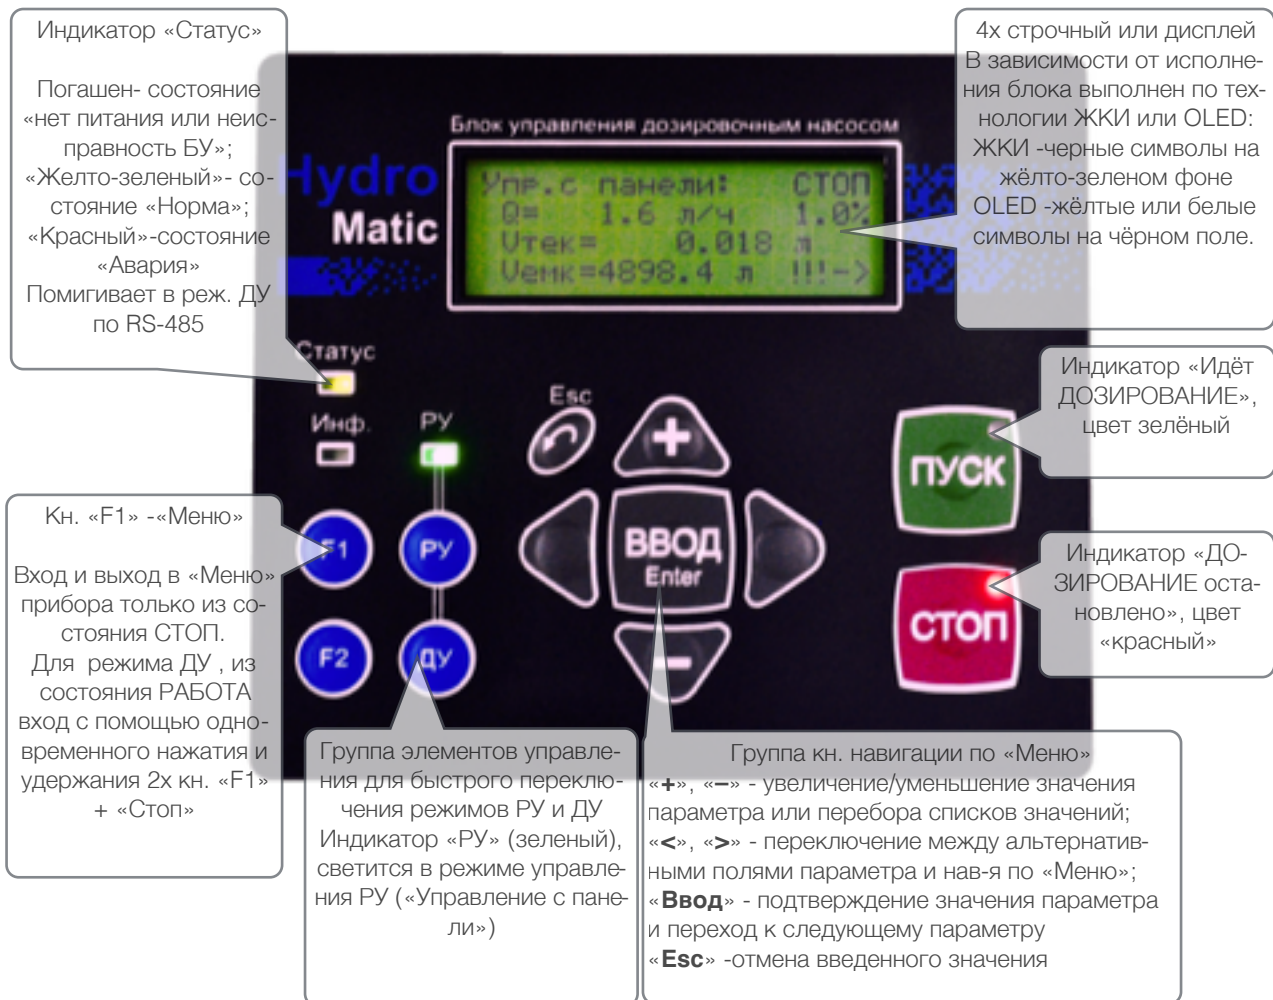 Индикатор «Статус»
Погашен- состояние
«нет питания или неис-
правность БУ»;
«Желто-зеленый»- со-
стояние «Норма»;
«Красный»-состояние
«Авария»
Помигивает в реж. ДУ
по RS-485
4х строчный или дисплей
В зависимости от исполне-
ния блока выполнен по тех-
нологии ЖКИ или OLED:
ЖКИ -черные символы на
жёлто-зеленом фоне
OLED -жёлтые или белые
символы на чёрном поле.
Блок управления дозировочным насосом
Hydro
Matic
Упр.с панели: СТОП
Q= 1.6 л/ч 1.0%
Vтек= 0.018 л
Vемк=4898.4 л !!!->
Статус
Инф.
РУ
Esc
+
ПУСК
Индикатор «Идёт
ДОЗИРОВАНИЕ»,
цвет зелёный
F1
РУ
ВВОД
Enter
F2
ДУ
−
СТОП
Индикатор «ДО-
ЗИРОВАНИЕ оста-
новлено», цвет
«красный»
Кн. «F1» -«Меню»
Вход и выход в «Меню»
прибора только из со-
стояния СТОП.
Для режима ДУ , из
состояния РАБОТА
вход с помощью одно-
временного нажатия и
удержания 2х кн. «F1»
+ «Стоп»
Группа элементов управле-
ния для быстрого переклю-
чения режимов РУ и ДУ
Индикатор «РУ» (зеленый),
светится в режиме управле-
ния РУ («Управление с пане-
ли»)
Группа кн. навигации по «Меню»
«+», «−» - увеличение/уменьшение значения
параметра или перебора списков значений;
«<», «>» - переключение между альтернатив-
ными полями параметра и нав-я по «Меню»;
«Ввод» - подтверждение значения параметра
и переход к следующему параметру
«Esc» -отмена введенного значения